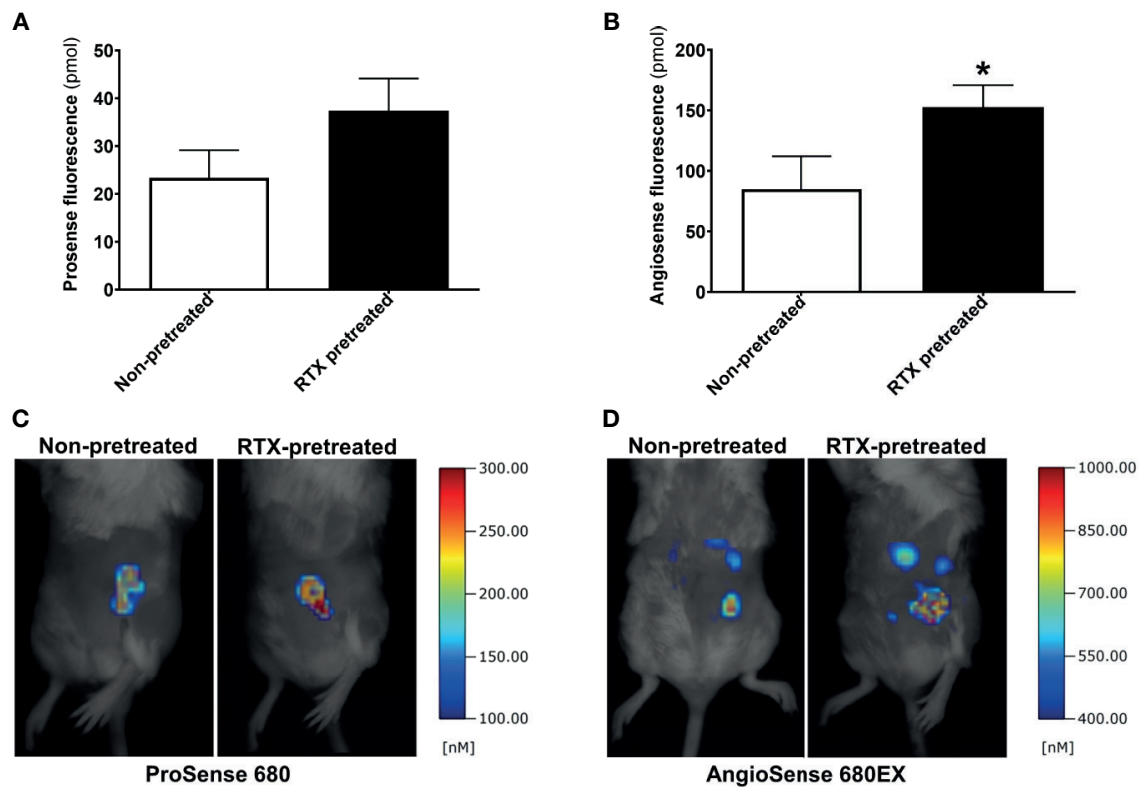 A
Prosense fluorescence (pmol)
50
40
30
20
10
0
Non-pretreated
RTX pretreated
B
Angiosense fluorescence (pmol)
200
150
100
50
0
*
Non-pretreated
RTX pretreated
C
Non-pretreated
RTX-pretreated
300.00
250.00
200.00
150.00
100.00
[nM]
ProSense 680
D
Non-pretreated
RTX-pretreated
1000.00
850.00
700.00
550.00
400.00
[nM]
AngioSense 680EX